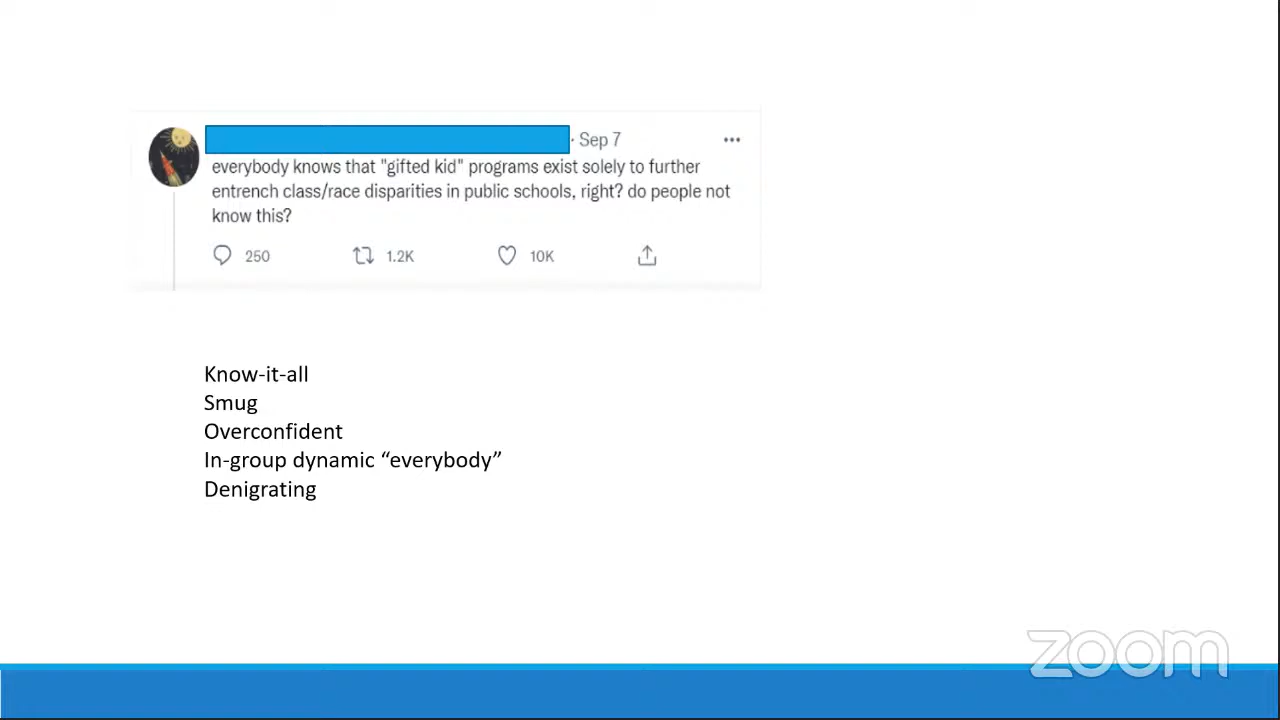 · Sep 7
everybody knows that "gifted kid" programs exist solely to further
entrench class/race disparities in public schools, right? do people not
know this?
250 1.2K 10K
Know-it-all
Smug
Overconfident
In-group dynamic “everybody”
Denigrating
zoom